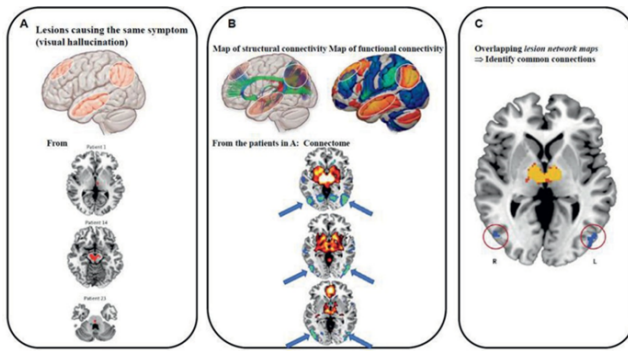 A
Lesions causing the same symptom
(visual hallucination)
From
Patient 1
Patient 14
Patient 23
B
Map of structural connectivity Map of functional connectivity
From the patients in A: Connectome
C
Overlapping lesion network maps
⇒ Identify common connections
R L